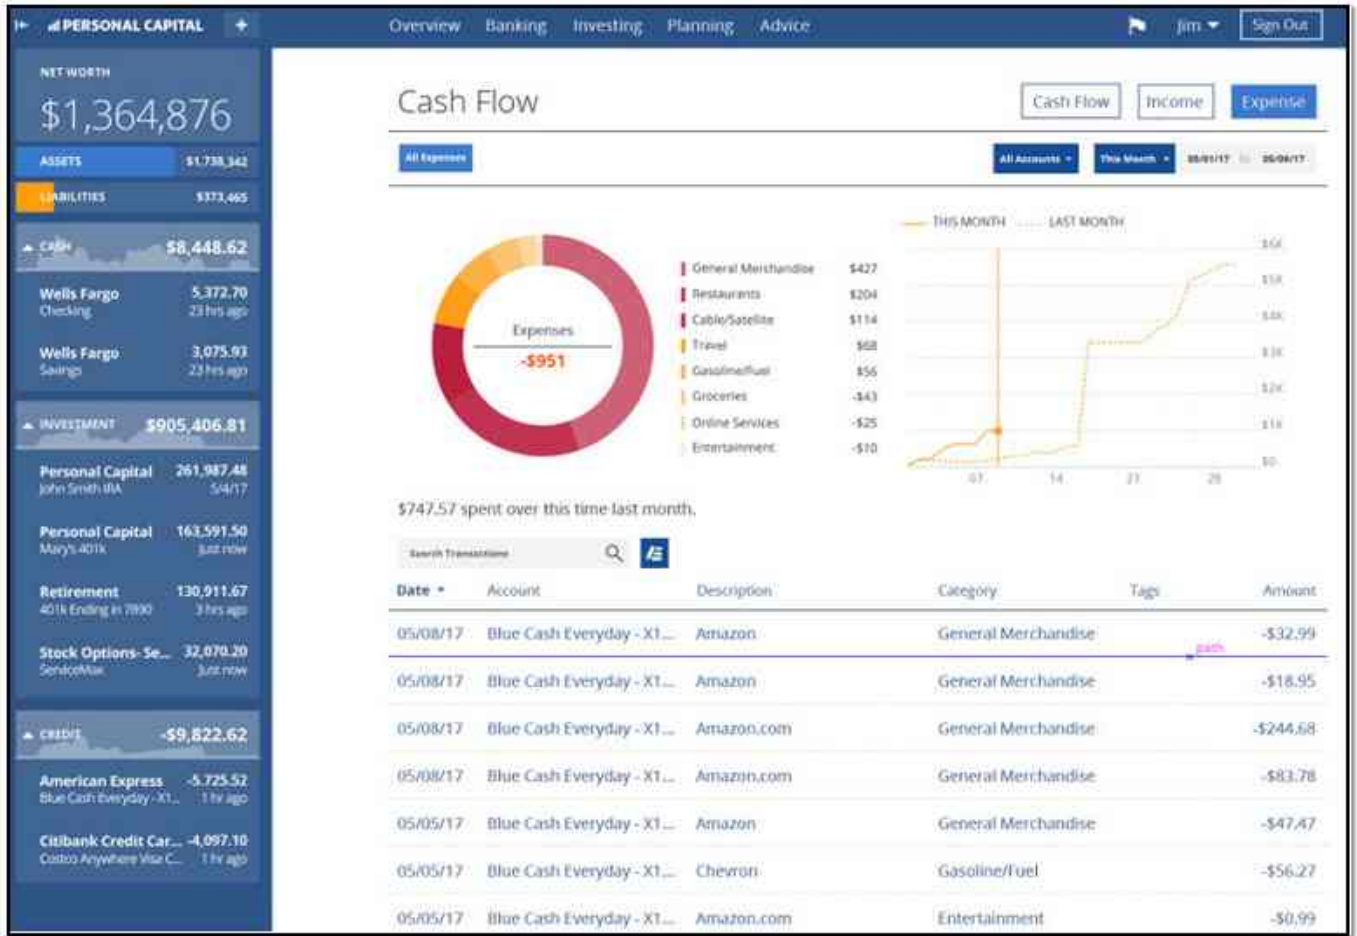 PERSONAL CAPITAL +
Overview Banking Investing Planning Advice
Jim Sign Out
NET WORTH
$1,364,876
ASSETS $1,738,342
LIABILITIES $373,465
CASH $8,448.62
Wells Fargo 5,372.70
Checking 23 hrs ago
Wells Fargo 3,075.93
Savings 23 hrs ago
INVESTMENT $905,406.81
Personal Capital 261,987.48
John Smith IRA 5/4/17
Personal Capital 163,591.50
Mary's 401k Just now
Retirement 130,911.67
401k Ending in 7890 3 hrs ago
Stock Options- Se... 32,070.20
ServiceMax Just now
CREDIT -$9,822.62
American Express -5,725.52
Blue Cash Everyday - X1... 1 hr ago
Citibank Credit Car... -4,097.10
Costco Anywhere Visa C... 1 hr ago
Cash Flow
Cash Flow Income Expense
All Expenses
All Accounts This Month 05/01/17 to
Expenses
-$951
General Merchandise $427
Restaurants $204
Cable/Satellite $114
Travel $68
Gasoline/Fuel $56
Groceries -$43
Online Services -$25
Entertainment -$10
THIS MONTH LAST MONTH
$6K
$5K
$4K
$3K
$2K
$1K
$0
07 14 21 28
$747.57 spent over this time last month.
Search Transactions
Date Account Description Category Tags Amount
05/08/17 Blue Cash Everyday - X1... Amazon General Merchandise -$32.99
path
05/08/17 Blue Cash Everyday - X1... Amazon General Merchandise -$18.95
05/08/17 Blue Cash Everyday - X1... Amazon.com General Merchandise -$244.68
05/08/17 Blue Cash Everyday - X1... Amazon.com General Merchandise -$83.78
05/05/17 Blue Cash Everyday - X1... Amazon General Merchandise -$47.47
05/05/17 Blue Cash Everyday - X1... Chevron Gasoline/Fuel -$56.27
05/05/17 Blue Cash Everyday - X1... Amazon.com Entertainment -$0.99